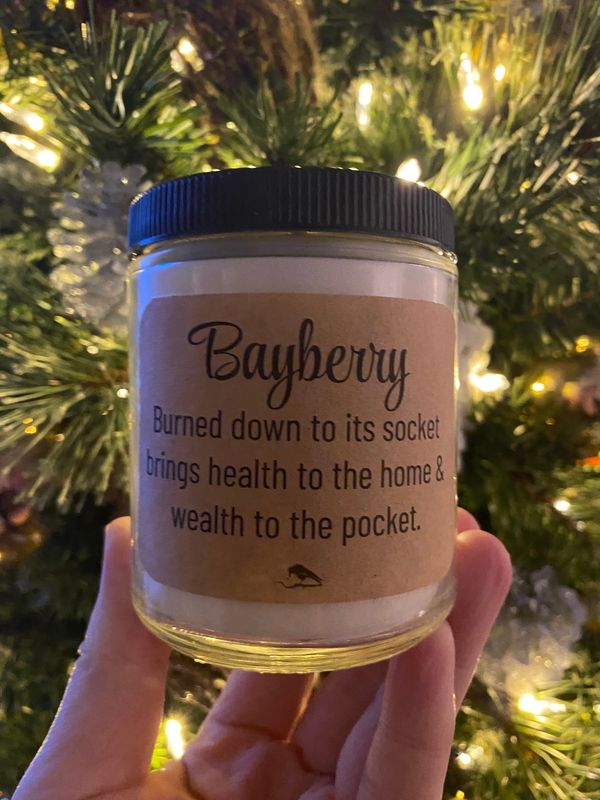 Bayberry
Burned down to its socket
brings health to the home &
wealth to the pocket.